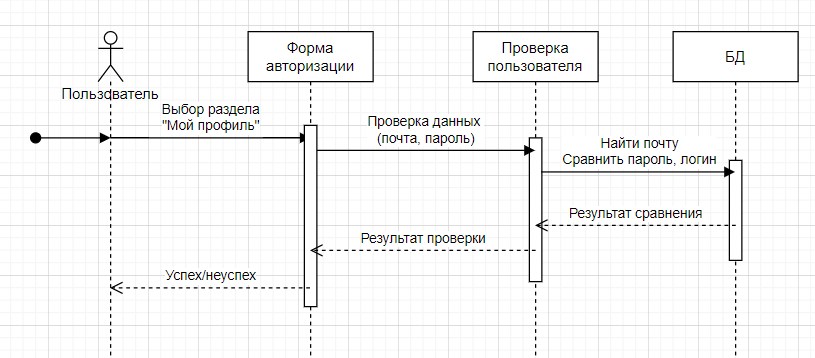 Форма
авторизации
Проверка
пользователя
БД
Пользователь
Выбор раздела
"Мой профиль"
Проверка данных
(почта, пароль)
Найти почту
Сравнить пароль, логин
Результат сравнения
Результат проверки
Успех/неуспех